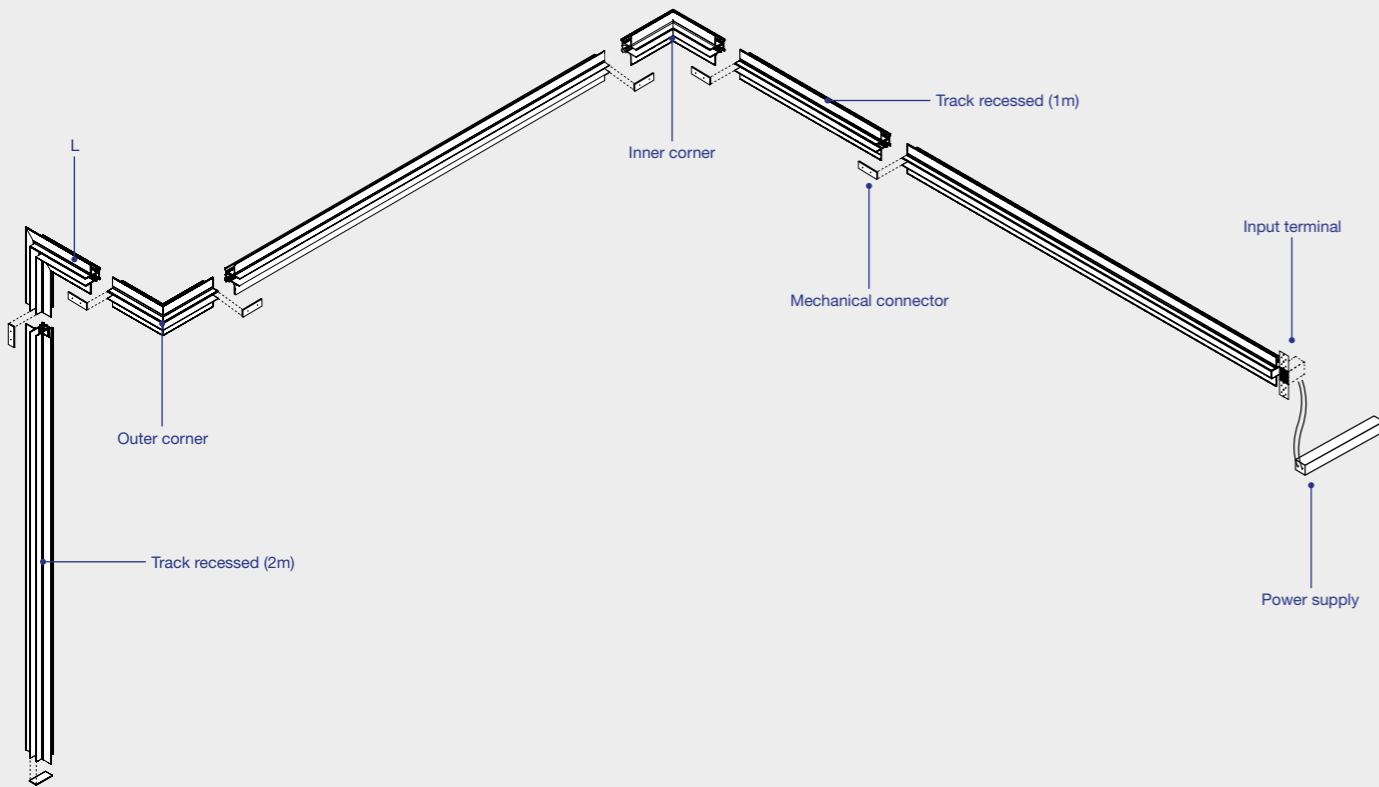 Track recessed (1m)
L
Inner corner
Input terminal
Mechanical connector
Outer corner
Track recessed (2m)
Power supply